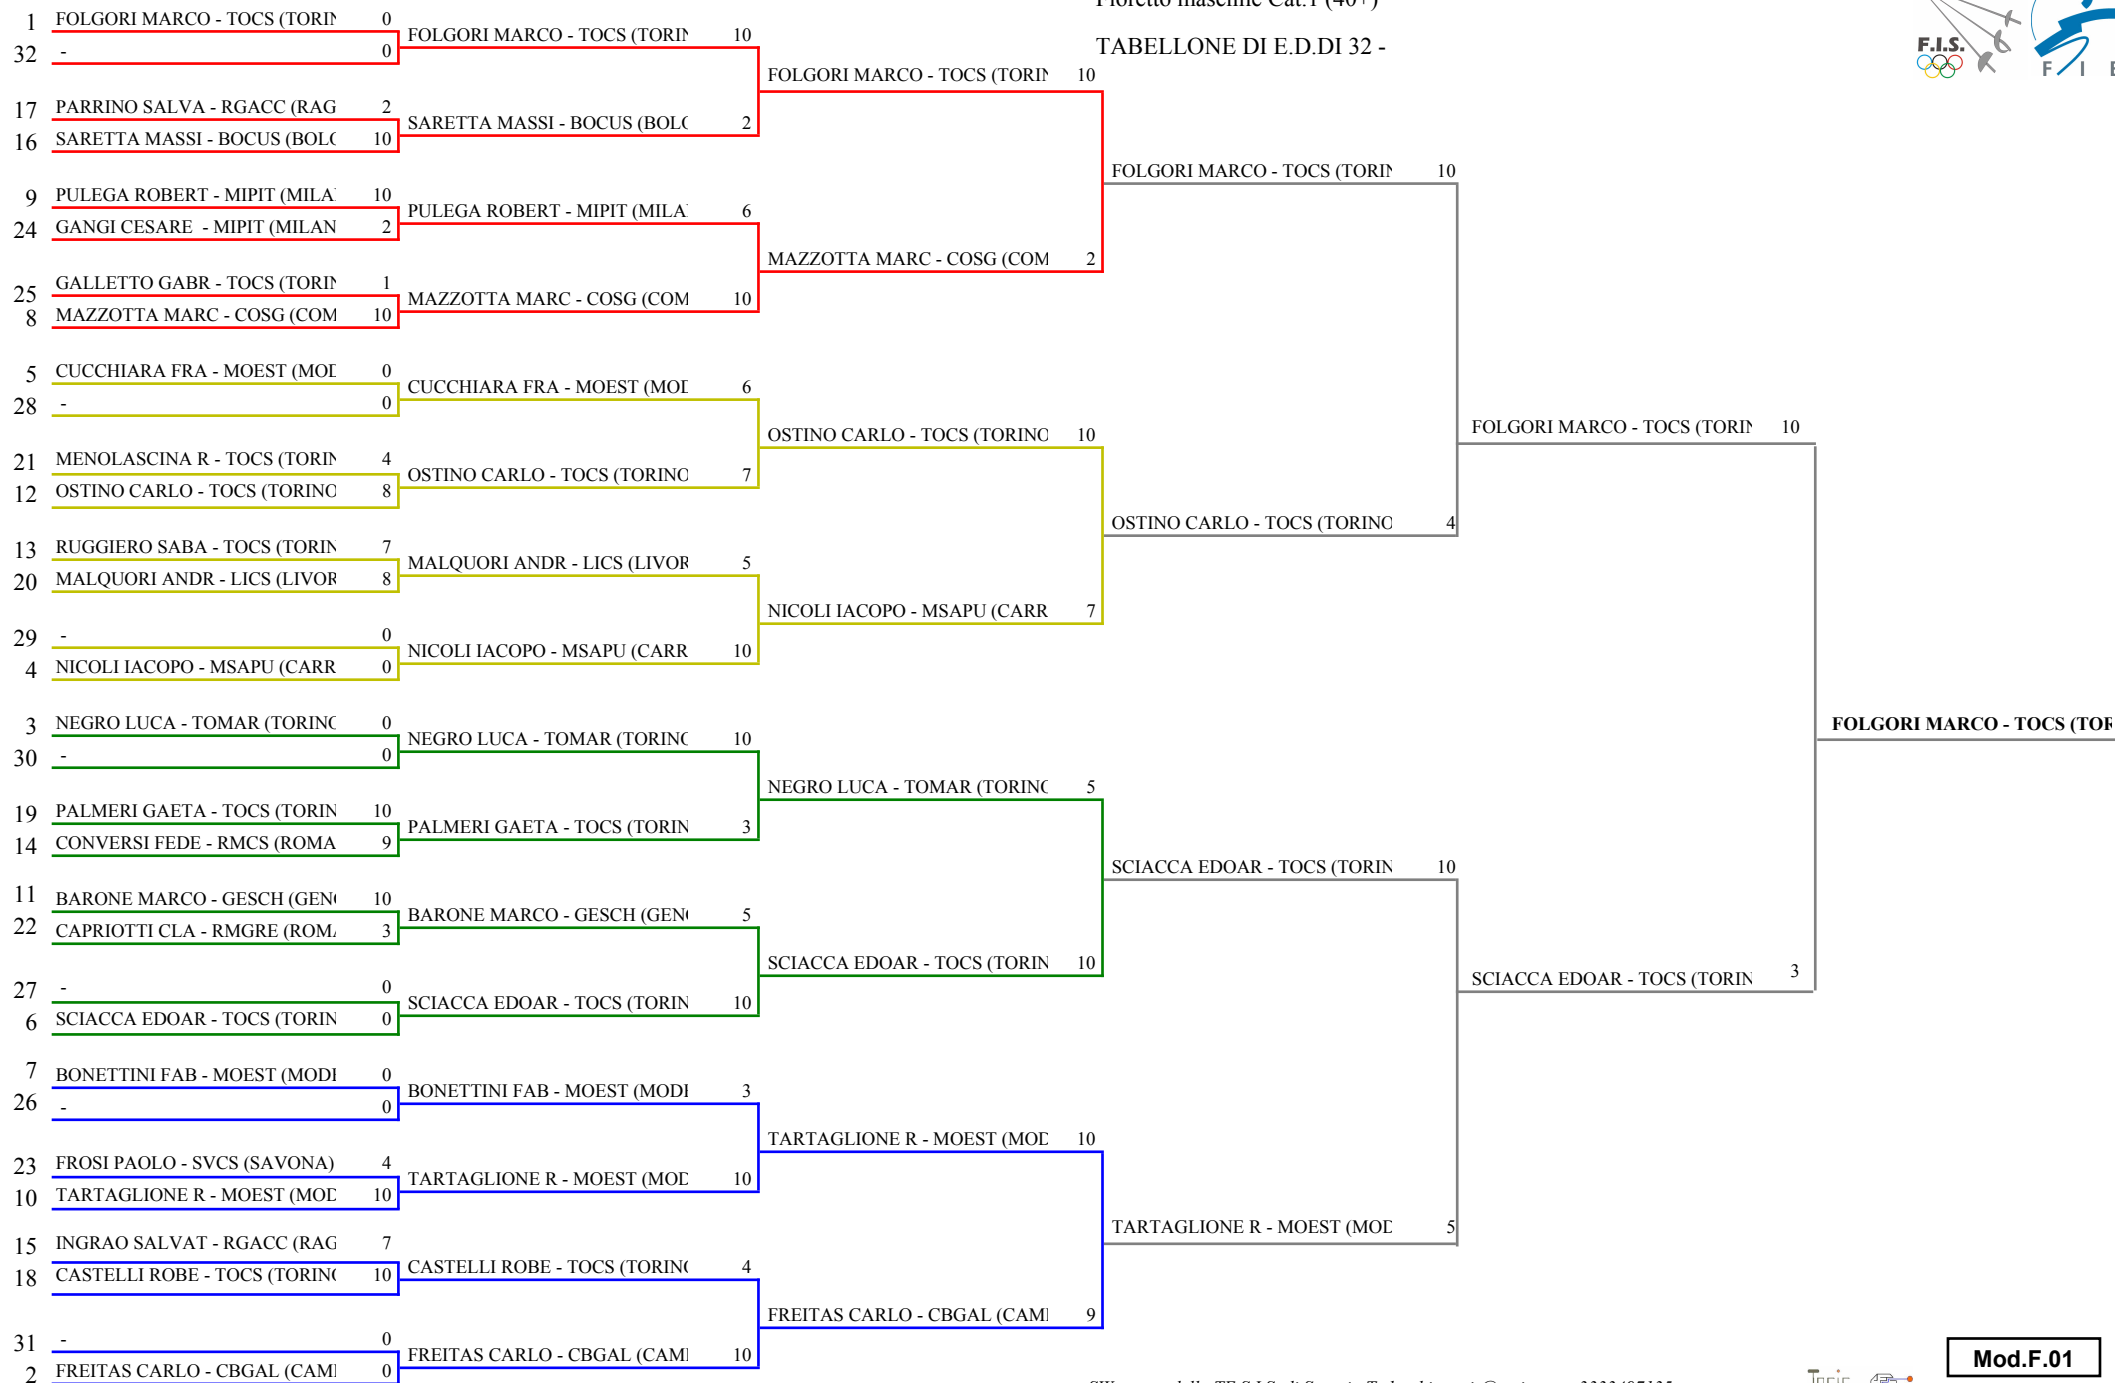 TABELLONE DI E.D.DI 32 -
F.I.S.
F I E
1 FOLGORI MARCO - TOCS (TORIN 0
32 - 0
17 PARRINO SALVA - RGACC (RAG 2
16 SARETTA MASSI - BOCUS (BOLO 10
9 PULEGA ROBERT - MIPIT (MILA 10
24 GANGI CESARE - MIPIT (MILAN 2
25 GALLETTO GABR - TOCS (TORIN 1
8 MAZZOTTA MARC - COSG (COM 10
5 CUCCHIARA FRA - MOEST (MOD 0
28 - 0
21 MENOLASCINA R - TOCS (TORIN 4
12 OSTINO CARLO - TOCS (TORINO 8
13 RUGGIERO SABA - TOCS (TORIN 7
20 MALQUORI ANDR - LICS (LIVOR 8
29 - 0
4 NICOLI IACOPO - MSAPU (CARR 0
3 NEGRO LUCA - TOMAR (TORINO 0
30 - 0
19 PALMERI GAETA - TOCS (TORIN 10
14 CONVERSI FEDE - RMCS (ROMA 9
11 BARONE MARCO - GESCH (GENO 10
22 CAPRIOTTI CLA - RMGRE (ROMA 3
27 - 0
6 SCIACCA EDOAR - TOCS (TORIN 0
7 BONETTINI FAB - MOEST (MODE 0
26 - 0
23 FROSI PAOLO - SVCS (SAVONA) 4
10 TARTAGLIONE R - MOEST (MOD 10
15 INGRAO SALVAT - RGACC (RAG 7
18 CASTELLI ROBE - TOCS (TORINO 10
31 - 0
2 FREITAS CARLO - CBGAL (CAMP 0
FOLGORI MARCO - TOCS (TORIN 10
SARETTA MASSI - BOCUS (BOLO 2
PULEGA ROBERT - MIPIT (MILA 6
MAZZOTTA MARC - COSG (COM 10
CUCCHIARA FRA - MOEST (MOD 6
OSTINO CARLO - TOCS (TORINO 7
MALQUORI ANDR - LICS (LIVOR 5
NICOLI IACOPO - MSAPU (CARR 10
NEGRO LUCA - TOMAR (TORINO 10
PALMERI GAETA - TOCS (TORIN 3
BARONE MARCO - GESCH (GENO 5
SCIACCA EDOAR - TOCS (TORIN 10
BONETTINI FAB - MOEST (MODE 3
TARTAGLIONE R - MOEST (MOD 10
CASTELLI ROBE - TOCS (TORINO 4
FREITAS CARLO - CBGAL (CAMP 10
FOLGORI MARCO - TOCS (TORIN 10
MAZZOTTA MARC - COSG (COM 2
OSTINO CARLO - TOCS (TORINO 10
NICOLI IACOPO - MSAPU (CARR 7
NEGRO LUCA - TOMAR (TORINO 5
SCIACCA EDOAR - TOCS (TORIN 10
TARTAGLIONE R - MOEST (MOD 10
FREITAS CARLO - CBGAL (CAMP 9
FOLGORI MARCO - TOCS (TORIN 10
OSTINO CARLO - TOCS (TORINO 4
SCIACCA EDOAR - TOCS (TORIN 10
TARTAGLIONE R - MOEST (MOD 5
FOLGORI MARCO - TOCS (TORIN 10
SCIACCA EDOAR - TOCS (TORIN 3
FOLGORI MARCO - TOCS (TOR
Mod.F.01